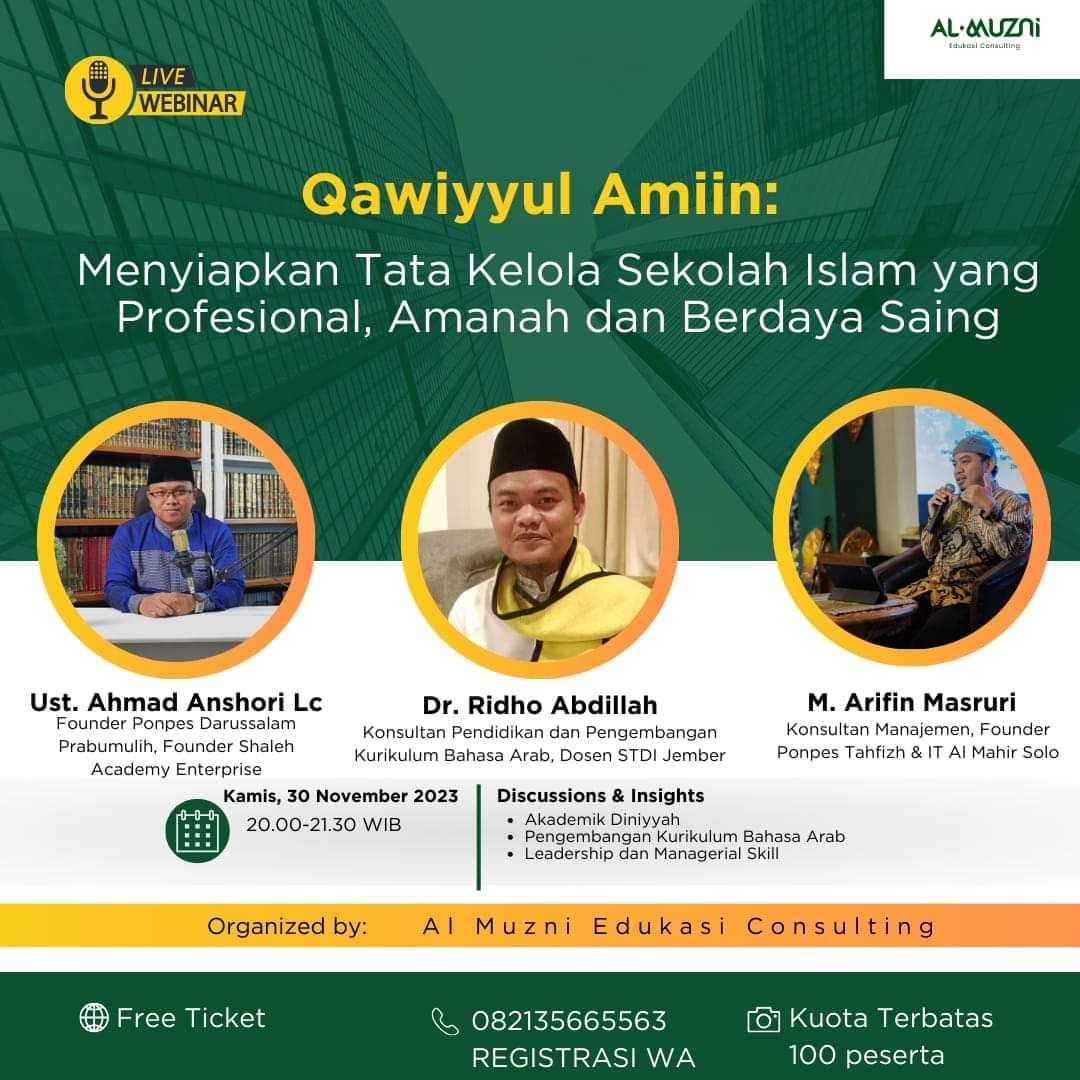 AL-MUZNI
Edukasi Consulting
LIVE
WEBINAR
Qawiyyul Amiin:
Menyiapkan Tata Kelola Sekolah Islam yang
Profesional, Amanah dan Berdaya Saing
Ust. Ahmad Anshori Lc
Founder Ponpes Darussalam
Prabumulih, Founder Shaleh
Academy Enterprise
Dr. Ridho Abdillah
Konsultan Pendidikan dan Pengembangan
Kurikulum Bahasa Arab, Dosen STDI Jember
M. Arifin Masruri
Konsultan Manajemen, Founder
Ponpes Tahfizh & IT Al Mahir Solo
Kamis, 30 November 2023
20.00-21.30 WIB
Discussions & Insights
• Akademik Diniyyah
• Pengembangan Kurikulum Bahasa Arab
• Leadership dan Managerial Skill
Organized by: Al Muzni Edukasi Consulting
Free Ticket
082135665563
REGISTRASI WA
Kuota Terbatas
100 peserta